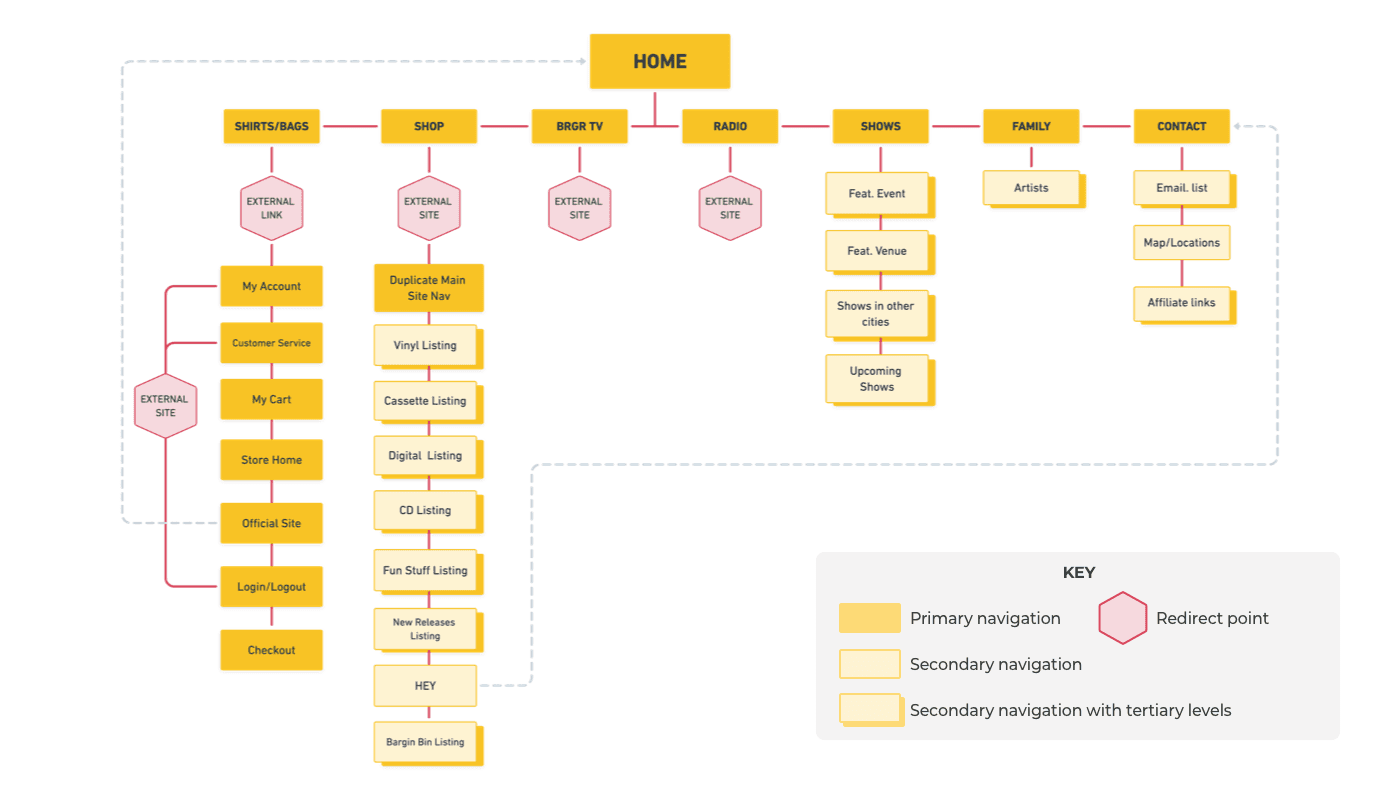 HOME
SHIRTS/BAGS
SHOP
BRGR TV
RADIO
SHOWS
FAMILY
CONTACT
EXTERNAL
LINK
EXTERNAL
SITE
EXTERNAL
SITE
EXTERNAL
SITE
Feat. Event
Feat. Venue
Shows in other
cities
Upcoming
Shows
Artists
Email. list
Map/Locations
Affiliate links
My Account
Customer Service
My Cart
Store Home
Official Site
Login/Logout
Checkout
EXTERNAL
SITE
Duplicate Main
Site Nav
Vinyl Listing
Cassette Listing
Digital Listing
CD Listing
Fun Stuff Listing
New Releases
Listing
HEY
Bargin Bin Listing
KEY
Primary navigation
Redirect point
Secondary navigation
Secondary navigation with tertiary levels